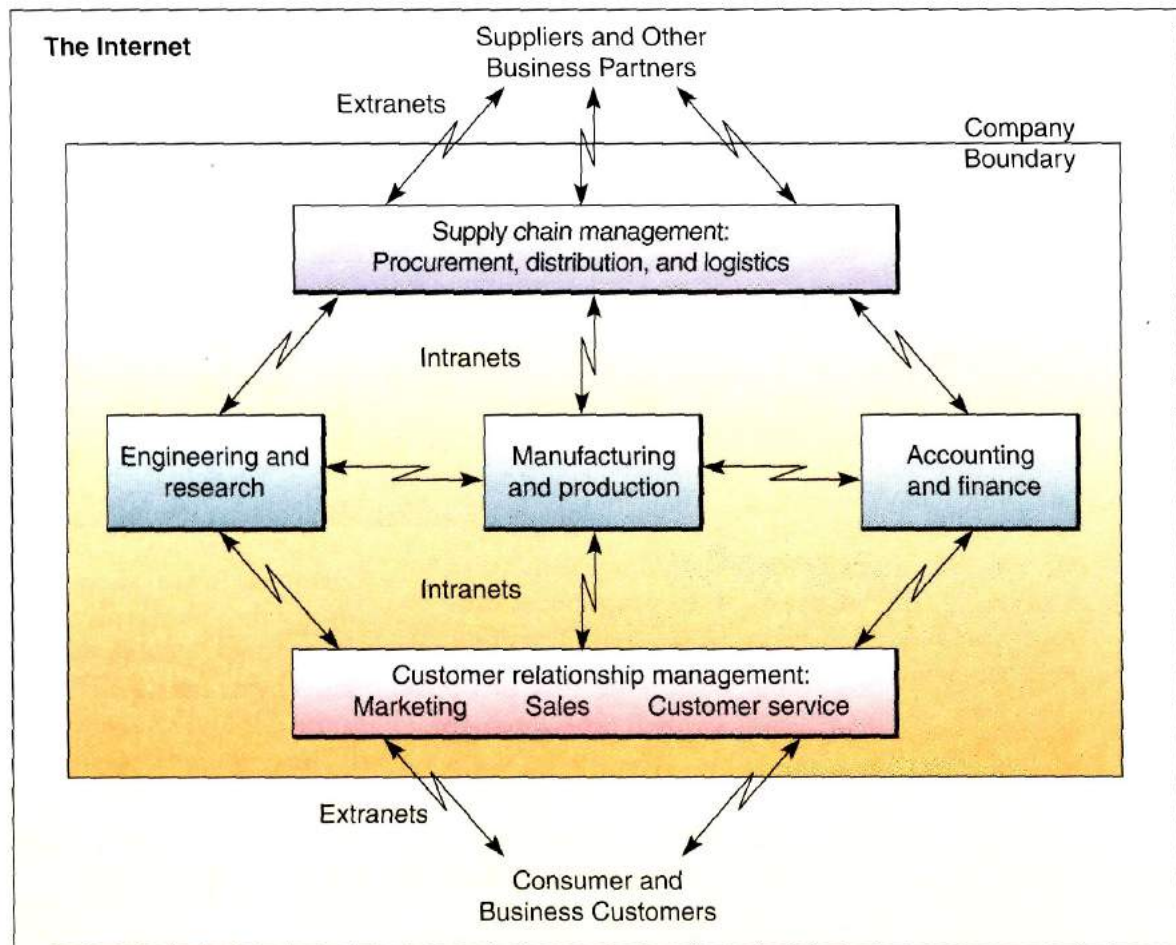 The Internet
Suppliers and Other
Business Partners
Extranets
Company
Boundary
Supply chain management:
Procurement, distribution, and logistics
Intranets
Engineering and
research
Manufacturing
and production
Accounting
and finance
Intranets
Customer relationship management:
Marketing Sales Customer service
Extranets
Consumer and
Business Customers